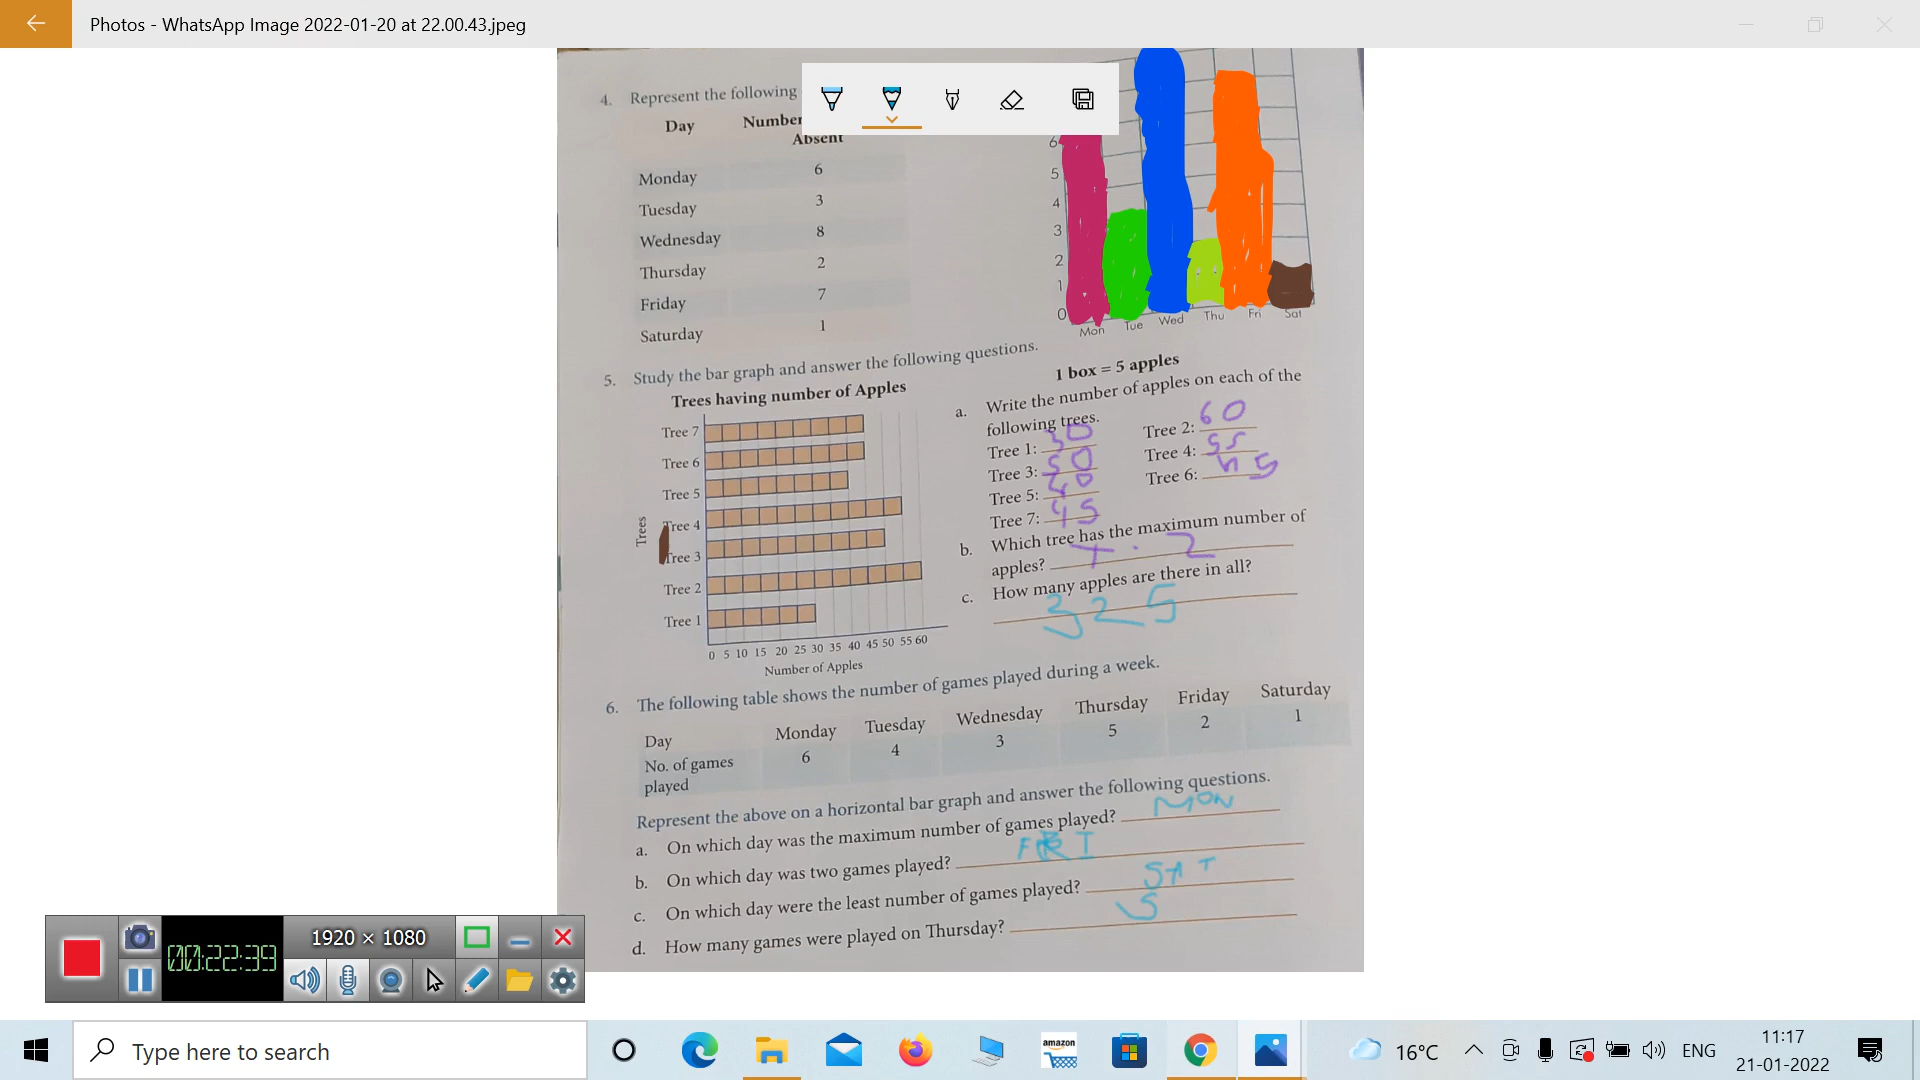 Photos - WhatsApp Image 2022-01-20 at 22.00.43.jpeg
4. Represent the following
Day Number
Absent
Monday 6
Tuesday 3
Wednesday 8
Thursday 2
Friday 7
Saturday 1
6
5
4
3
2
1
0
Mon Tue Wed Thu Fri Sat
5. Study the bar graph and answer the following questions.
Trees having number of Apples
Tree 7
Tree 6
Tree 5
Tree 4
Tree 3
Tree 2
Tree 1
Trees
0 5 10 15 20 25 30 35 40 45 50 55 60
Number of Apples
1 box = 5 apples
a. Write the number of apples on each of the
following trees.
Tree 1: 30 Tree 2: 60
Tree 3: 50 Tree 4: 55
Tree 5: 40 Tree 6: 45
Tree 7: 45
b. Which tree has the maximum number of
apples? T. 2
c. How many apples are there in all?
325
6. The following table shows the number of games played during a week.
Day Monday Tuesday Wednesday Thursday Friday Saturday
No. of games played 6 4 3 5 2 1
Represent the above on a horizontal bar graph and answer the following questions.
a. On which day was the maximum number of games played? MON
b. On which day was two games played? FRI
c. On which day were the least number of games played? SAT
d. How many games were played on Thursday? 5
00:22:39
1920 × 1080
Type here to search
amazon
16°C
ENG
11:17
21-01-2022